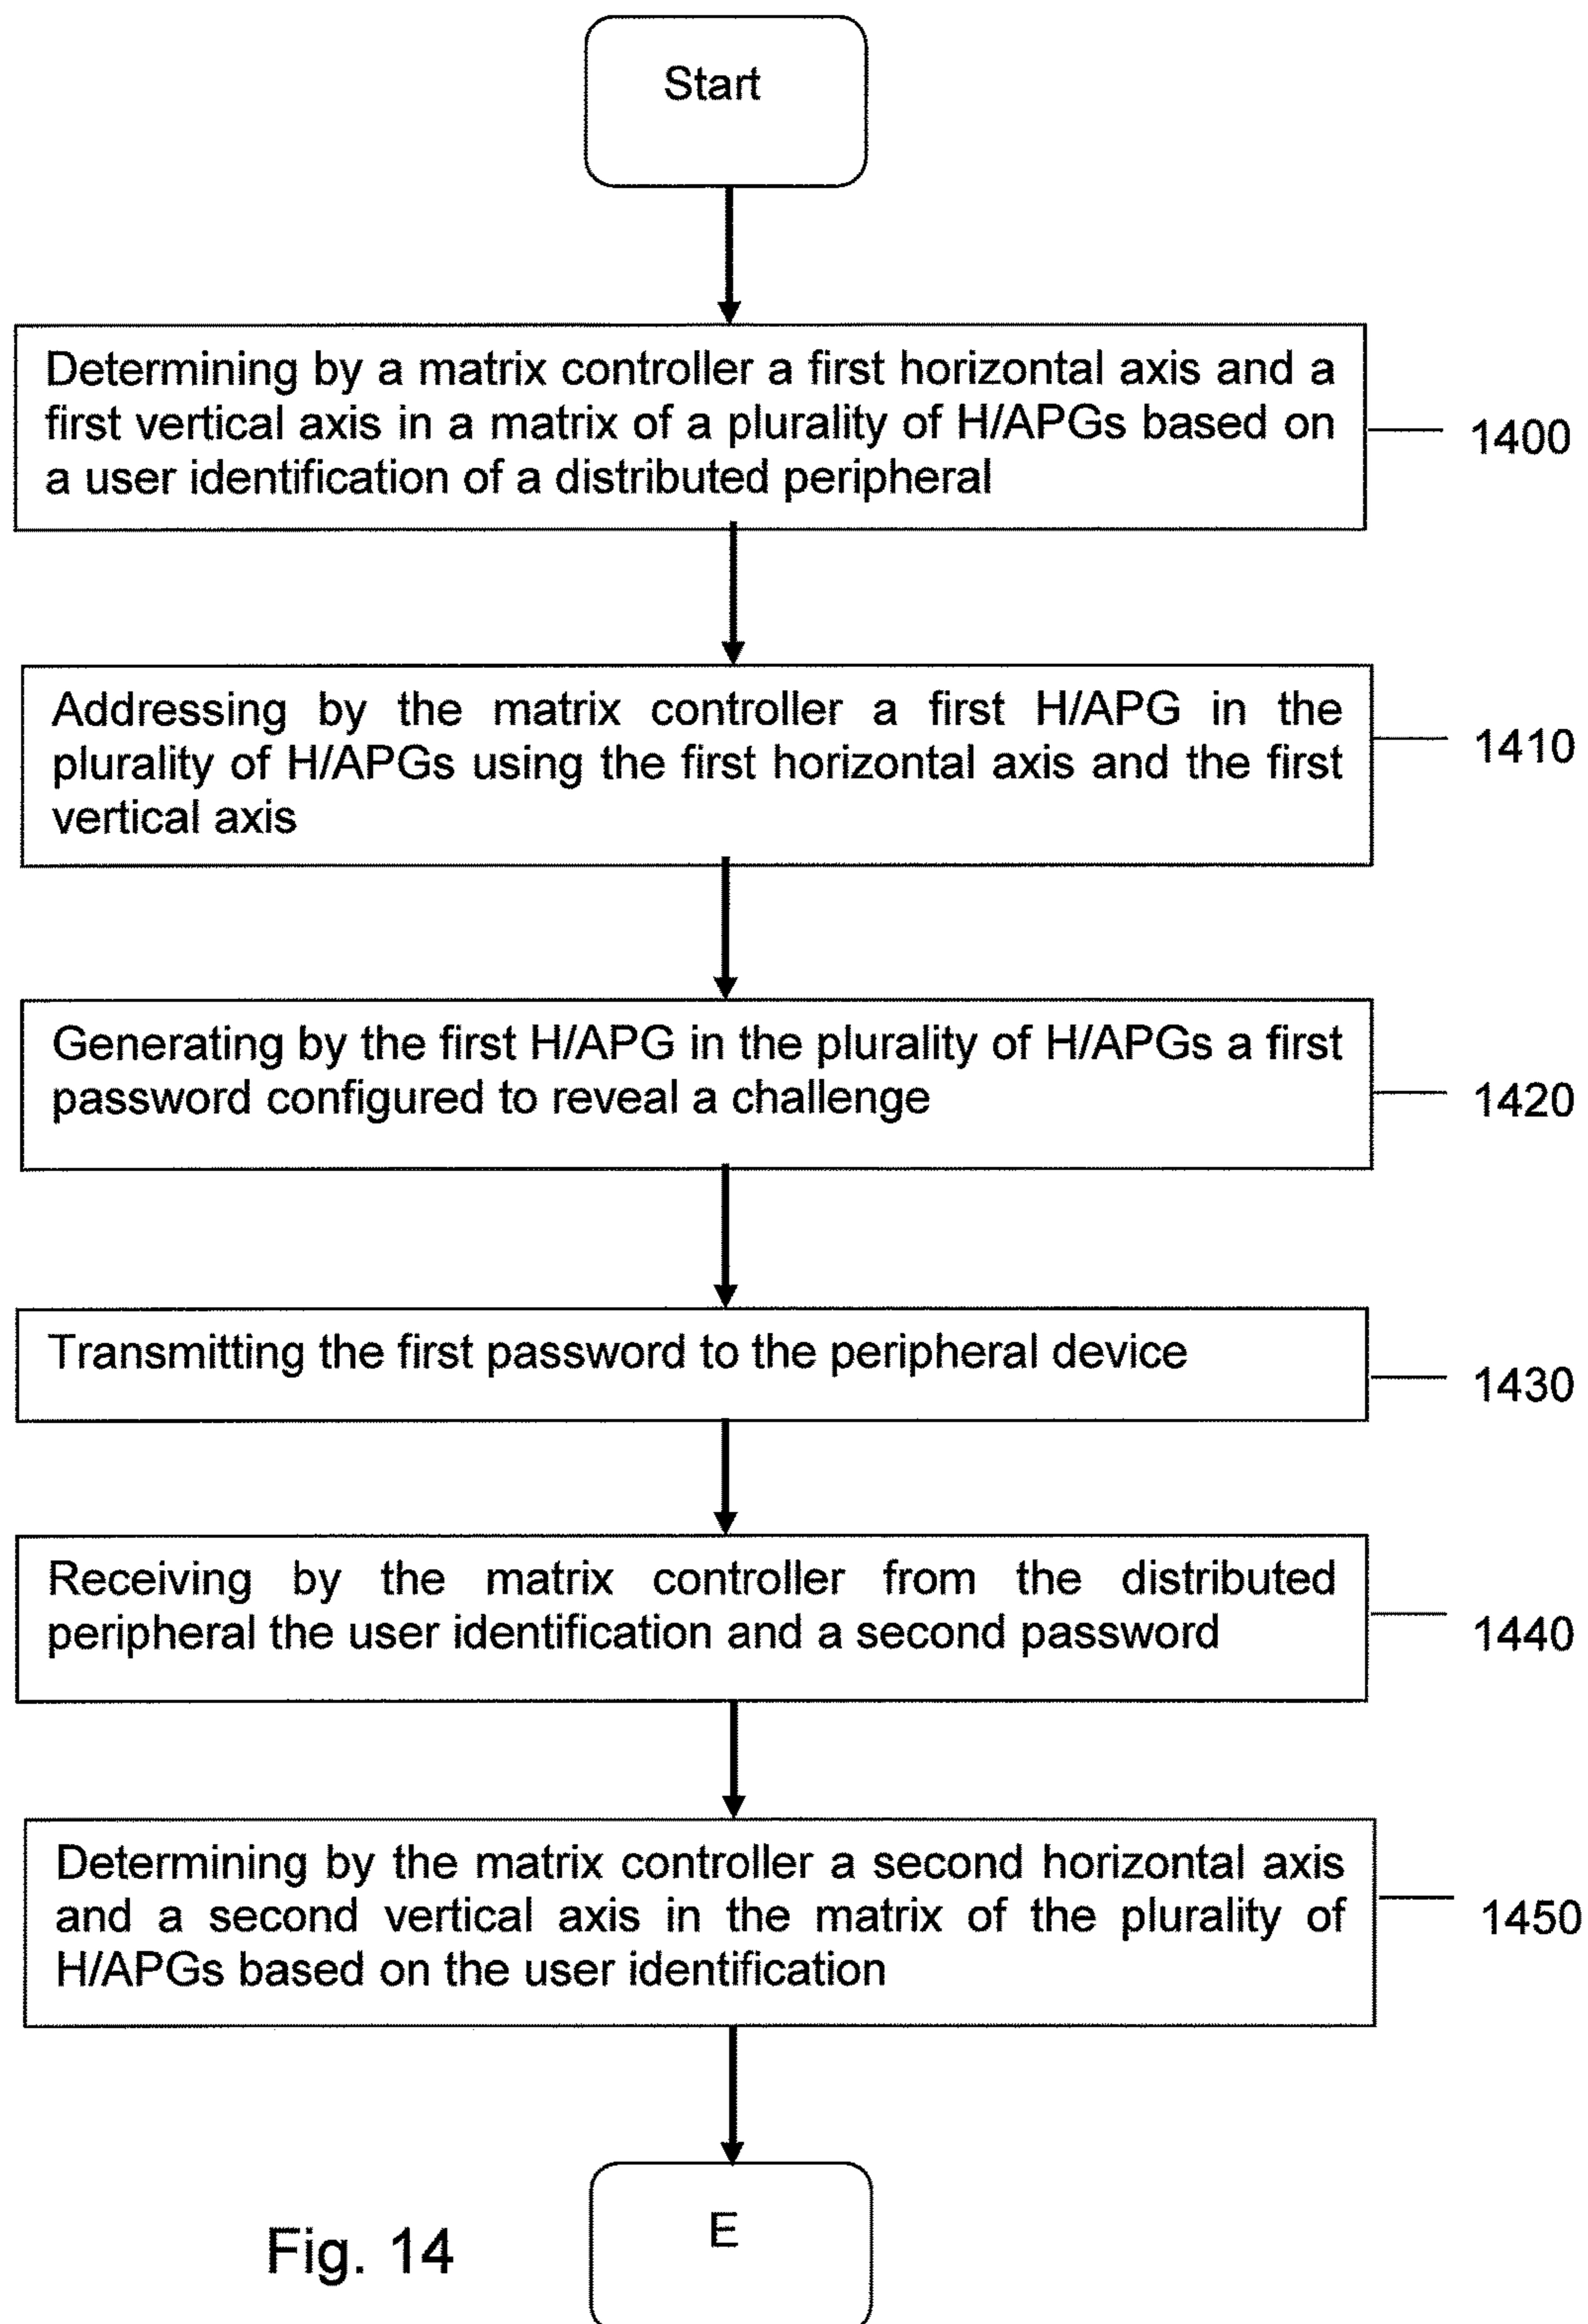 Start
Determining by a matrix controller a first horizontal axis and a
first vertical axis in a matrix of a plurality of H/APGs based on
a user identification of a distributed peripheral
1400
Addressing by the matrix controller a first H/APG in the
plurality of H/APGs using the first horizontal axis and the first
vertical axis
1410
Generating by the first H/APG in the plurality of H/APGs a first
password configured to reveal a challenge
1420
Transmitting the first password to the peripheral device
1430
Receiving by the matrix controller from the distributed
peripheral the user identification and a second password
1440
Determining by the matrix controller a second horizontal axis
and a second vertical axis in the matrix of the plurality of
H/APGs based on the user identification
1450
E
Fig. 14